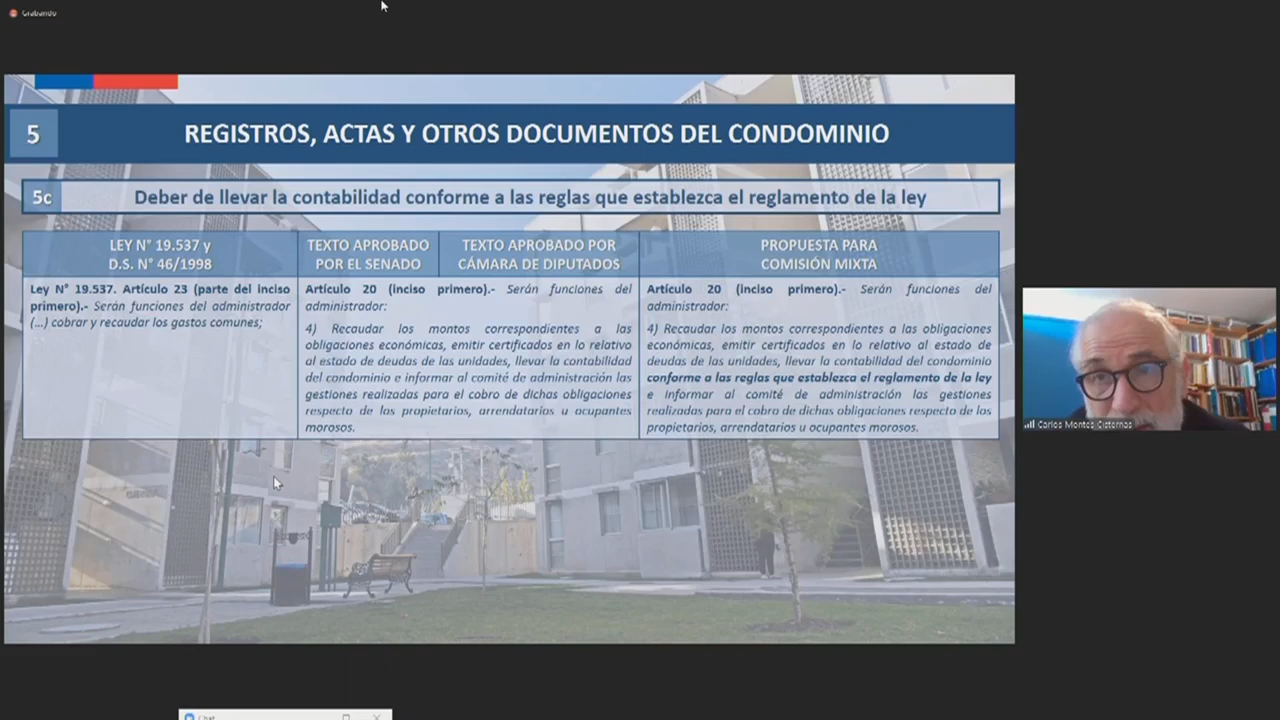 Grabando
5
REGISTROS, ACTAS Y OTROS DOCUMENTOS DEL CONDOMINIO
5c
Deber de llevar la contabilidad conforme a las reglas que establezca el reglamento de la ley
LEY N° 19.537 y
D.S. N° 46/1998
TEXTO APROBADO
POR EL SENADO
TEXTO APROBADO POR
CÁMARA DE DIPUTADOS
PROPUESTA PARA
COMISIÓN MIXTA
Ley N° 19.537. Artículo 23 (parte del inciso
primero).- Serán funciones del administrador
(...) cobrar y recaudar los gastos comunes;
Artículo 20 (inciso primero).- Serán funciones del
administrador:
4) Recaudar los montos correspondientes a las
obligaciones económicas, emitir certificados en lo relativo
al estado de deudas de las unidades, llevar la contabilidad
del condominio e informar al comité de administración las
gestiones realizadas para el cobro de dichas obligaciones
respecto de los propietarios, arrendatarios u ocupantes
morosos.
Artículo 20 (inciso primero).- Serán funciones del
administrador:
4) Recaudar los montos correspondientes a las obligaciones
económicas, emitir certificados en lo relativo al estado de
deudas de las unidades, llevar la contabilidad del condominio
conforme a las reglas que establezca el reglamento de la ley
e informar al comité de administración las gestiones
realizadas para el cobro de dichas obligaciones respecto de los
propietarios, arrendatarios u ocupantes morosos.
Carlos Montes Cisternas
Chat